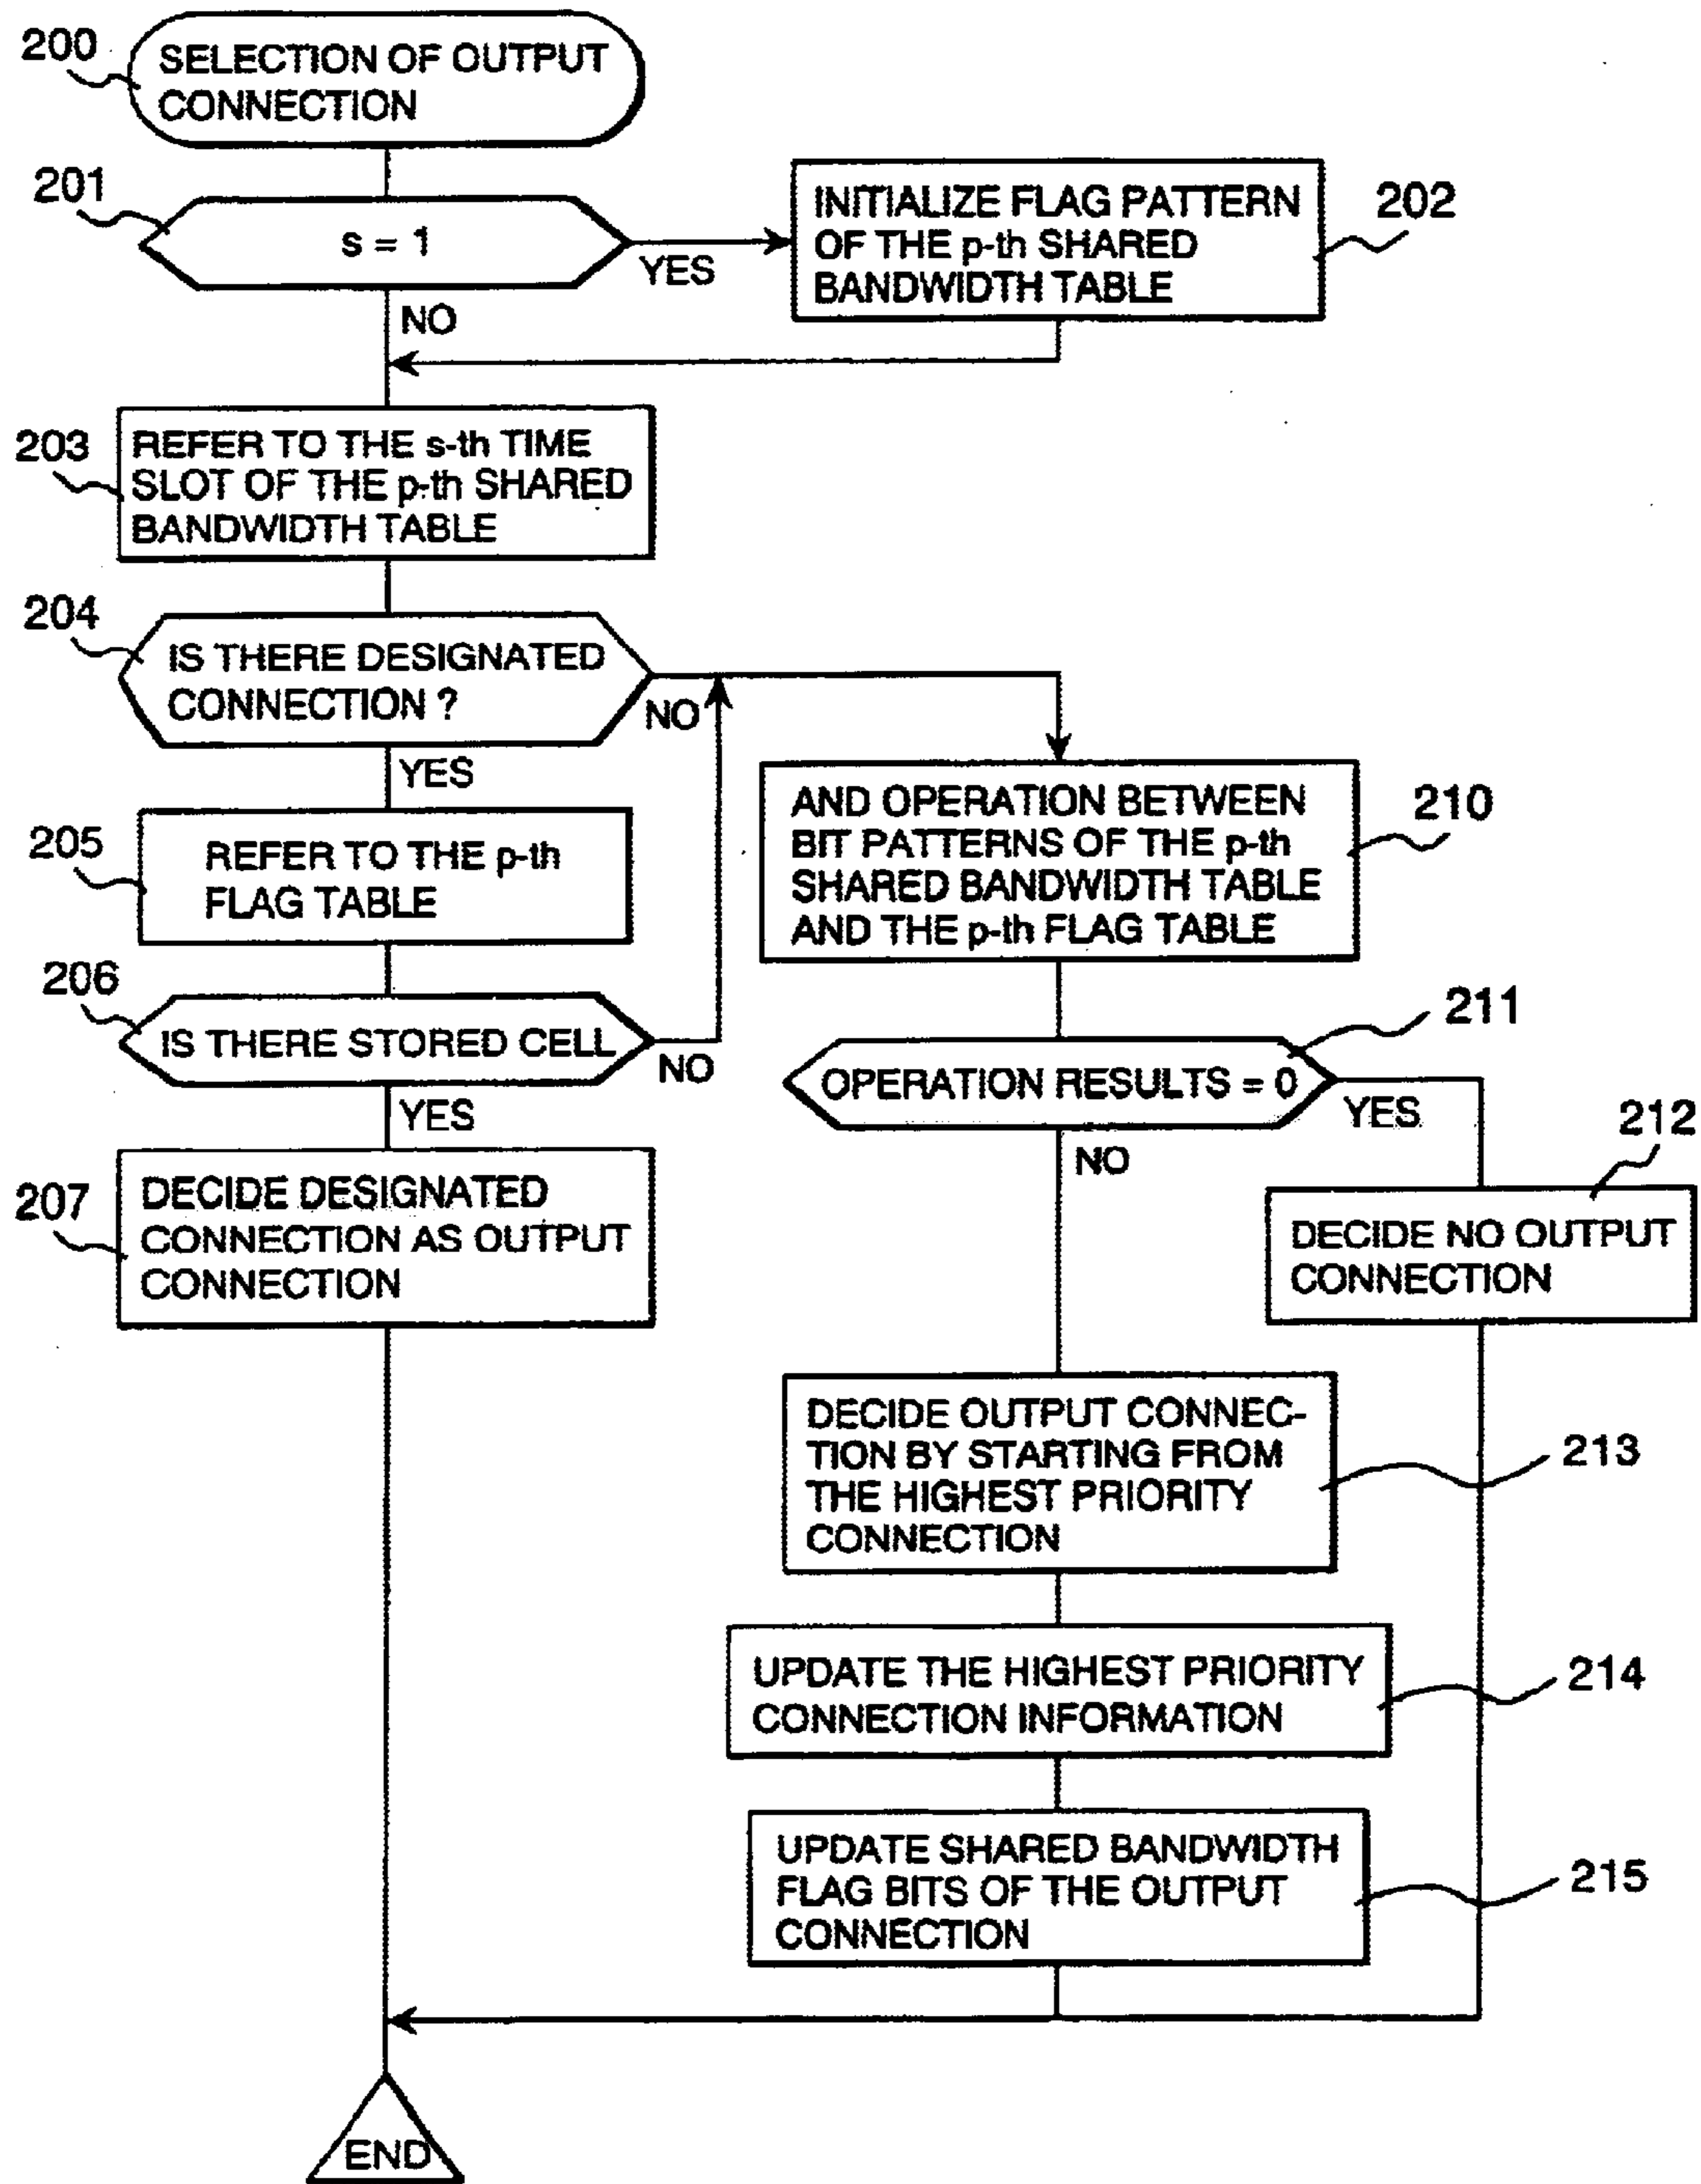 200
SELECTION OF OUTPUT
CONNECTION
201
s = 1
YES
NO
INITIALIZE FLAG PATTERN
OF THE p-th SHARED
BANDWIDTH TABLE
202
203
REFER TO THE s-th TIME
SLOT OF THE p-th SHARED
BANDWIDTH TABLE
204
IS THERE DESIGNATED
CONNECTION ?
NO
YES
205
REFER TO THE p-th
FLAG TABLE
206
IS THERE STORED CELL
NO
YES
207
DECIDE DESIGNATED
CONNECTION AS OUTPUT
CONNECTION
AND OPERATION BETWEEN
BIT PATTERNS OF THE p-th
SHARED BANDWIDTH TABLE
AND THE p-th FLAG TABLE
210
211
OPERATION RESULTS = 0
YES
NO
212
DECIDE NO OUTPUT
CONNECTION
DECIDE OUTPUT CONNEC-
TION BY STARTING FROM
THE HIGHEST PRIORITY
CONNECTION
213
UPDATE THE HIGHEST PRIORITY
CONNECTION INFORMATION
214
UPDATE SHARED BANDWIDTH
FLAG BITS OF THE OUTPUT
CONNECTION
215
END